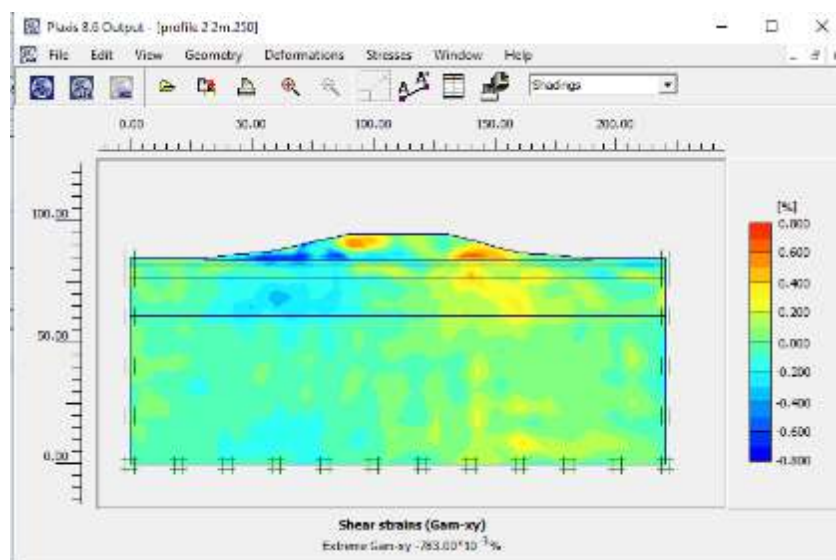 Plaxis 8.6 Output - [profile 2 2m.250]
File Edit View Geometry Deformations Stresses Window Help
Shadings
0.00 50.00 100.00 150.00 200.00
100.00
50.00
0.00
[%]
0.800
0.600
0.400
0.200
0.000
-0.200
-0.400
-0.600
-0.800
Shear strains (Gam-xy)
Extreme Gam-xy -783.00*10⁻³ %